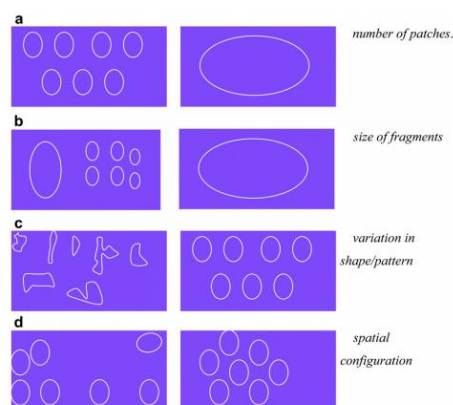 a
number of patches.
b
size of fragments
c
variation in
shape/pattern
d
spatial
configuration